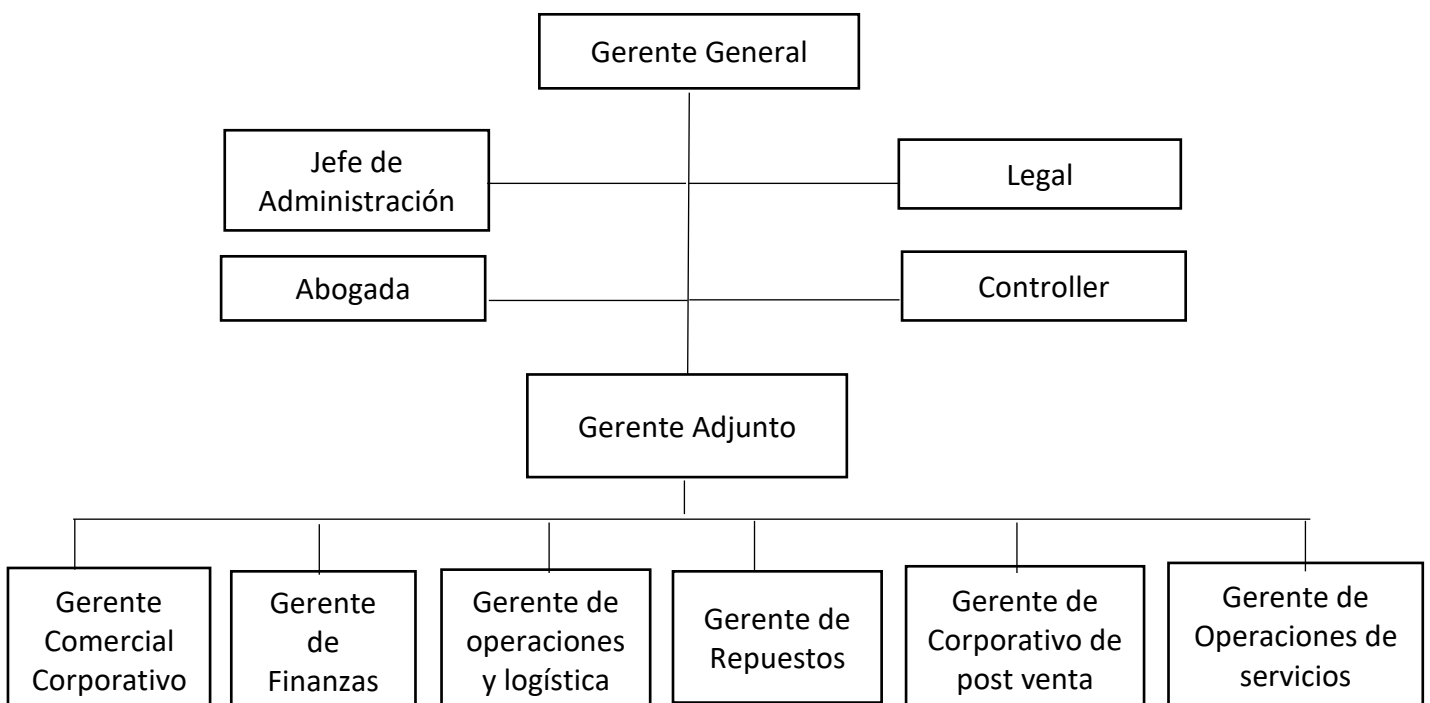 Gerente General
Jefe de
Administración
Legal
Abogada
Controller
Gerente Adjunto
Gerente
Comercial
Corporativo
Gerente
de
Finanzas
Gerente de
operaciones
y logística
Gerente de
Repuestos
Gerente de
Corporativo de
post venta
Gerente de
Operaciones de
servicios